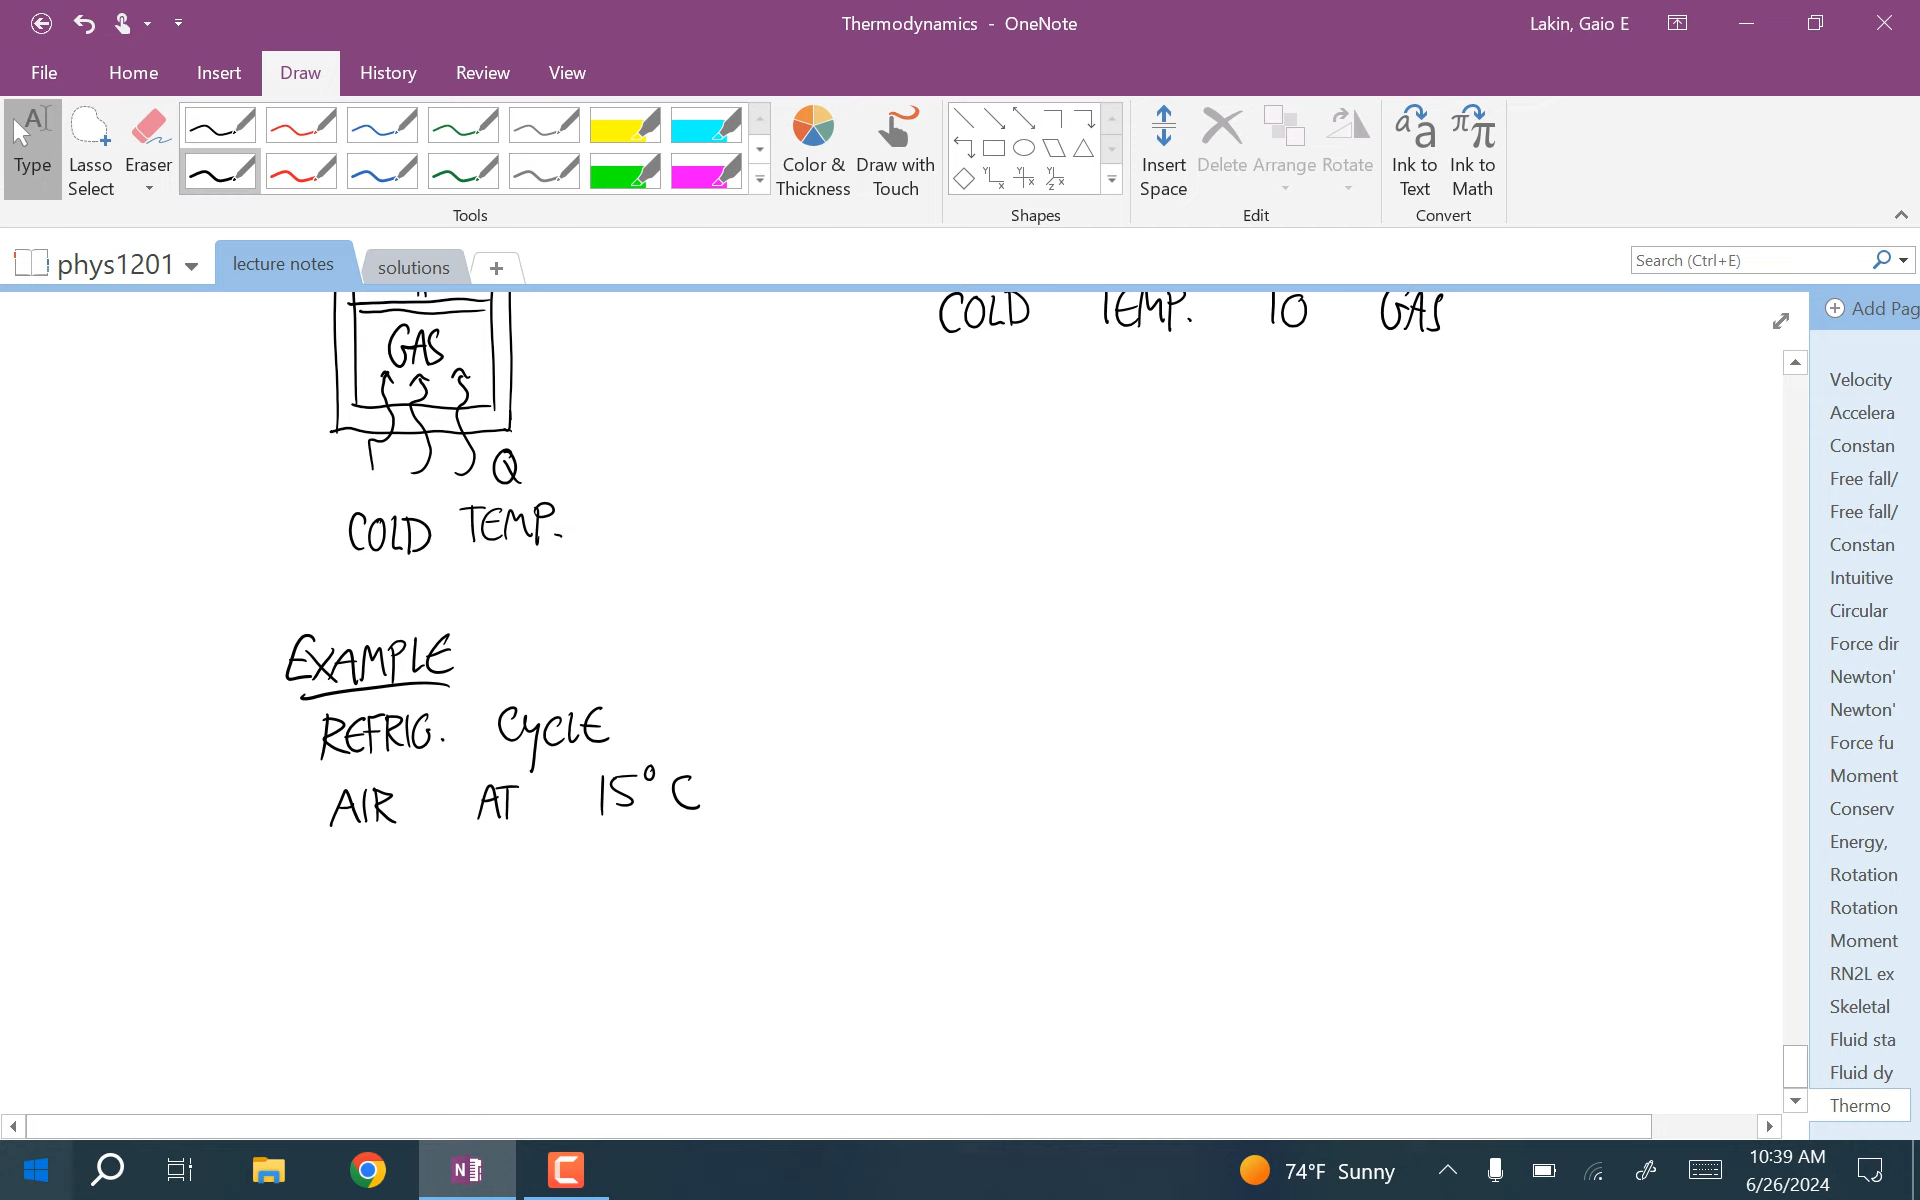 Thermodynamics - OneNote
Lakin, Gaio E
File Home Insert Draw History Review View
Type
Lasso Select
Eraser
Color & Thickness
Draw with Touch
Insert Space
Delete
Arrange
Rotate
Ink to Text
Ink to Math
Tools
Shapes
Edit
Convert
phys1201
lecture notes
solutions
Search (Ctrl+E)
Add Pag
COLD TEMP. TO GAS
GAS
Q
COLD TEMP.
EXAMPLE
REFRIG. CYCLE
AIR AT 15° C
Velocity
Accelera
Constan
Free fall/
Free fall/
Constan
Intuitive
Circular
Force dir
Newton'
Newton'
Force fu
Moment
Conserv
Energy,
Rotation
Rotation
Moment
RN2L ex
Skeletal
Fluid sta
Fluid dy
Thermo
74°F Sunny
10:39 AM
6/26/2024